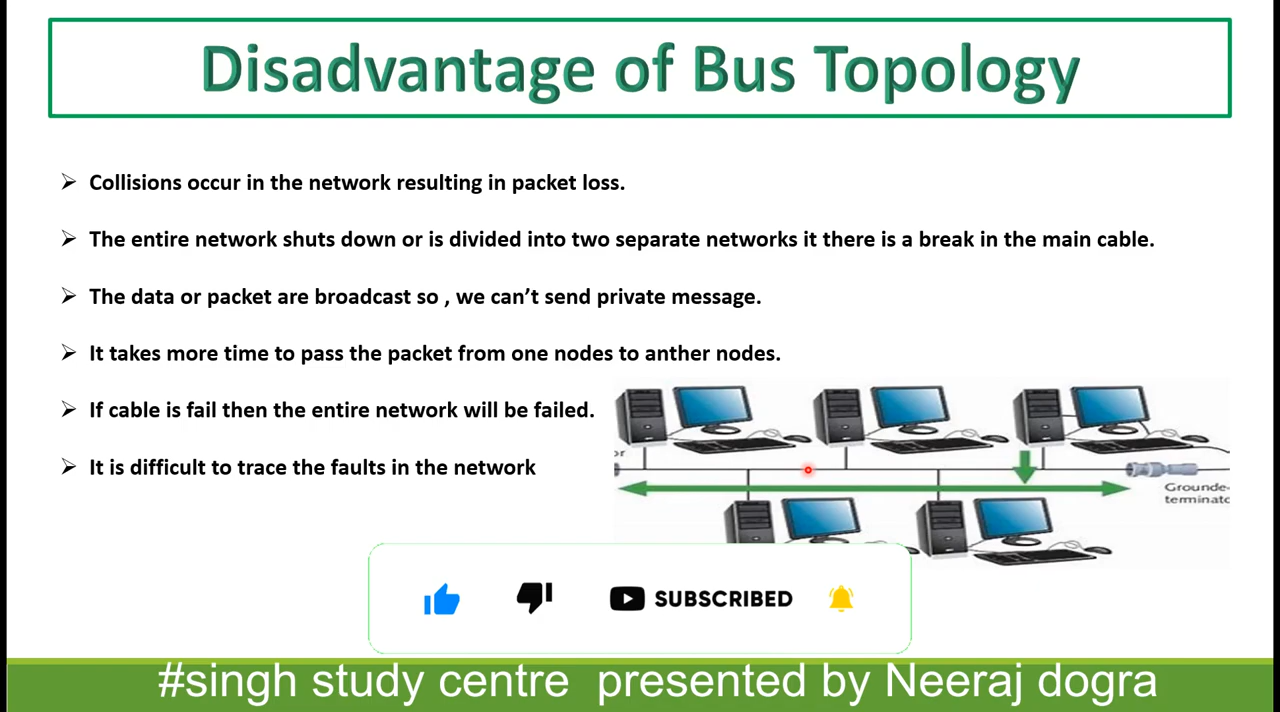 Disadvantage of Bus Topology
Collisions occur in the network resulting in packet loss.
The entire network shuts down or is divided into two separate networks it there is a break in the main cable.
The data or packet are broadcast so , we can’t send private message.
It takes more time to pass the packet from one nodes to anther nodes.
If cable is fail then the entire network will be failed.
It is difficult to trace the faults in the network
or
Grounde
terminato
SUBSCRIBED
#singh study centre presented by Neeraj dogra